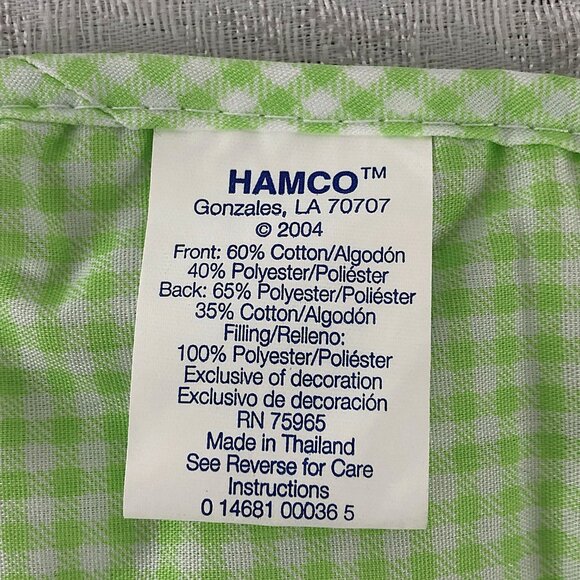 HAMCO™
Gonzales, LA 70707
© 2004
Front: 60% Cotton/Algodón
40% Polyester/Poliéster
Back: 65% Polyester/Poliéster
35% Cotton/Algodón
Filling/Relleno:
100% Polyester/Poliéster
Exclusive of decoration
Exclusivo de decoración
RN 75965
Made in Thailand
See Reverse for Care
Instructions
0 14681 00036 5